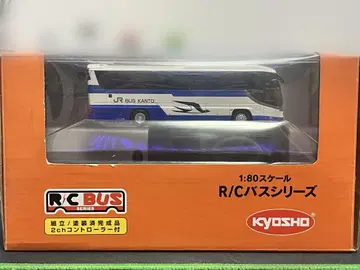 JR BUS KANTO
1:80スケール
R/Cバスシリーズ
R/C BUS
SERIES
組立/塗装済完成品
2chコントローラー付
KYOSHO